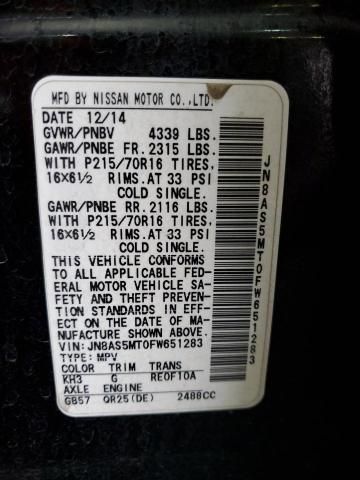 MFD BY NISSAN MOTOR CO.,LTD.
DATE 12/14
GVWR/PNBV 4339 LBS.
GAWR/PNBE FR. 2315 LBS.
WITH P215/70R16 TIRES,
16X6½ RIMS.AT 33 PSI
COLD SINGLE.
GAWR/PNBE RR. 2116 LBS.
WITH P215/70R16 TIRES,
16X6½ RIMS.AT 33 PSI
COLD SINGLE.
THIS VEHICLE CONFORMS
TO ALL APPLICABLE FED-
ERAL MOTOR VEHICLE SA-
FETY AND THEFT PREVENTION
STANDARDS IN EFFECT
ON THE DATE OF MA-
NUFACTURE SHOWN ABOVE.
VIN: JN8AS5MT0FW651283
TYPE: MPV
COLOR TRIM TRANS
KH3 G RE0F10A
AXLE ENGINE
GB57 QR25(DE) 2488CC
JN8AS5MT0FW651283